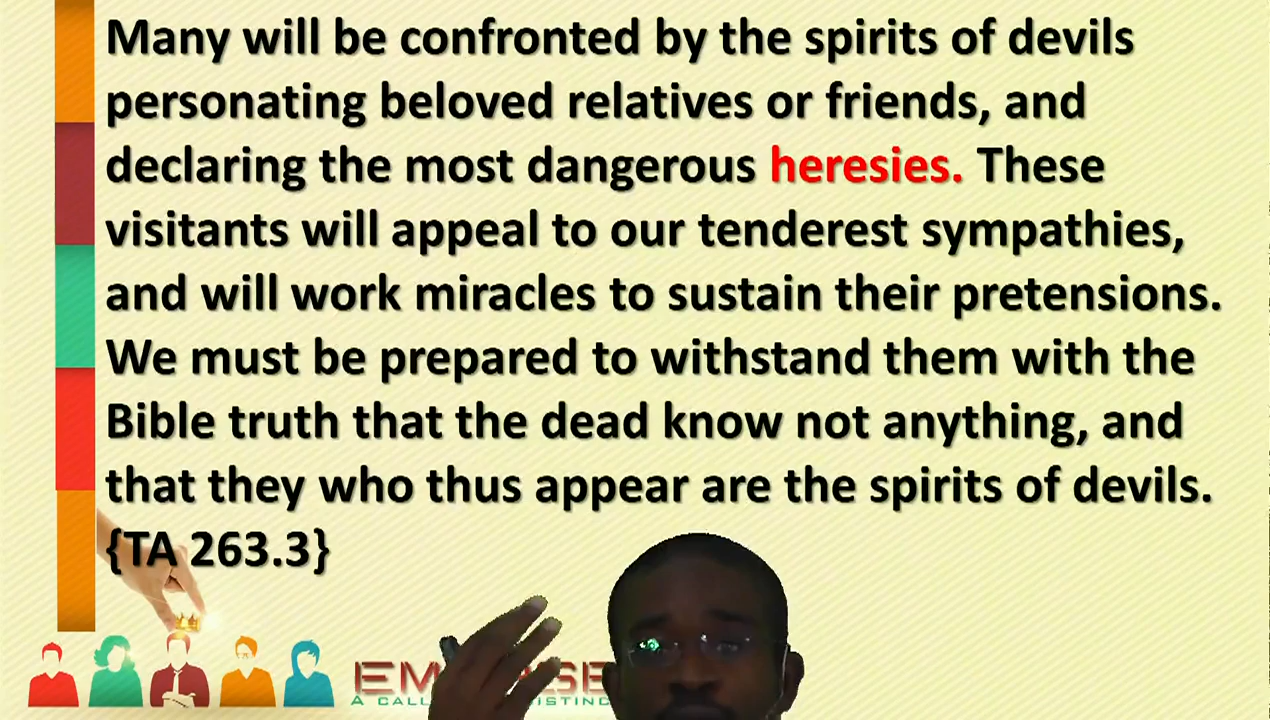 Many will be confronted by the spirits of devils
personating beloved relatives or friends, and
declaring the most dangerous heresies. These
visitants will appeal to our tenderest sympathies,
and will work miracles to sustain their pretensions.
We must be prepared to withstand them with the
Bible truth that the dead know not anything, and
that they who thus appear are the spirits of devils.
{TA 263.3}
A CALL